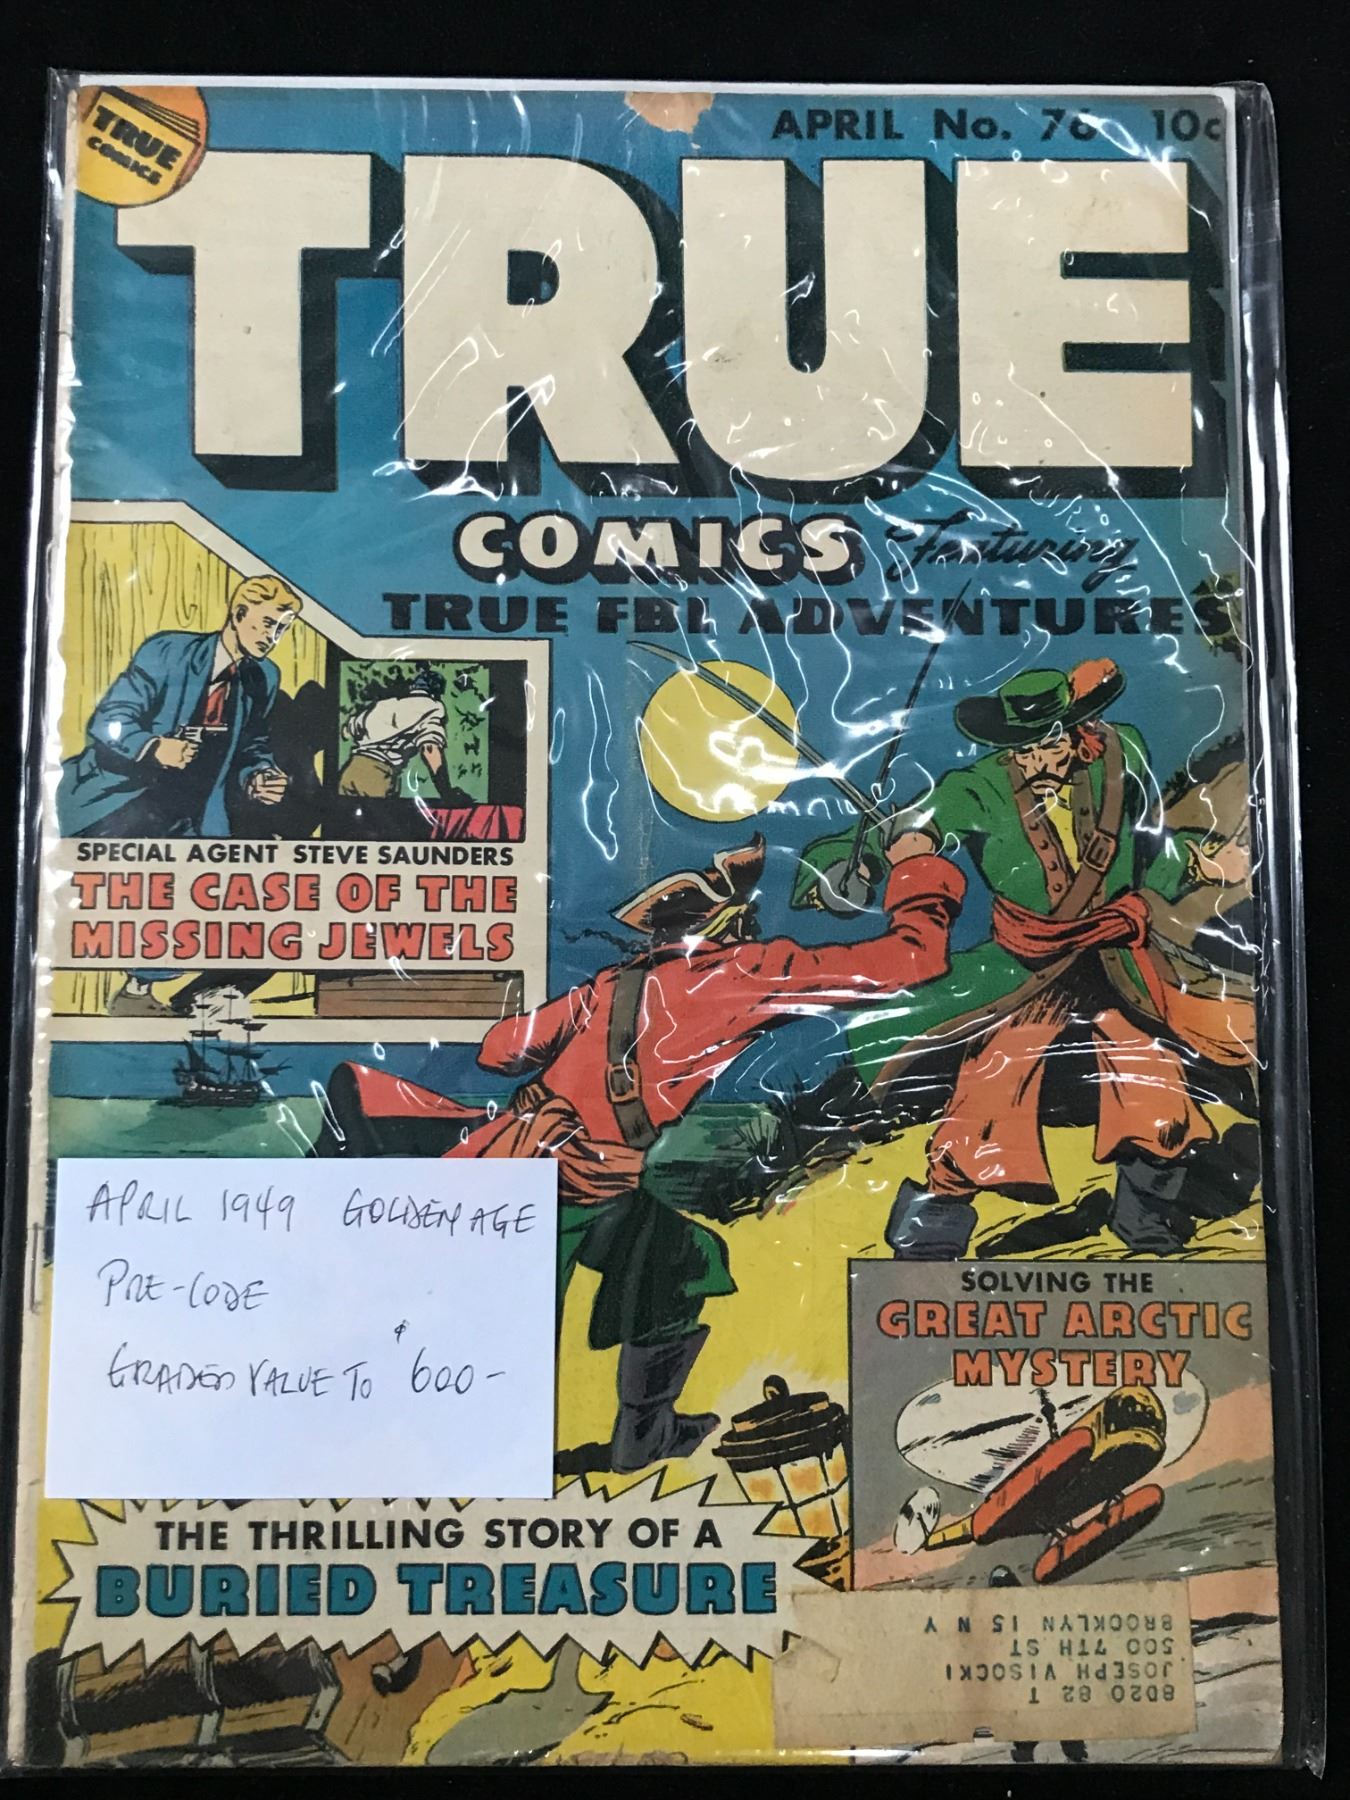 TRUE
COMICS
APRIL No. 76 10c
TRUE
COMICS Featuring
TRUE FBI ADVENTURES
SPECIAL AGENT STEVE SAUNDERS
THE CASE OF THE
MISSING JEWELS
APRIL 1949 GOLDEN AGE
PRE-CODE
GRADED VALUE TO $600-
SOLVING THE
GREAT ARCTIC
MYSTERY
THE THRILLING STORY OF A
BURIED TREASURE
8D20 82 T
JOSEPH VISOCKI
500 7TH ST
BROOKLYN 15 N Y